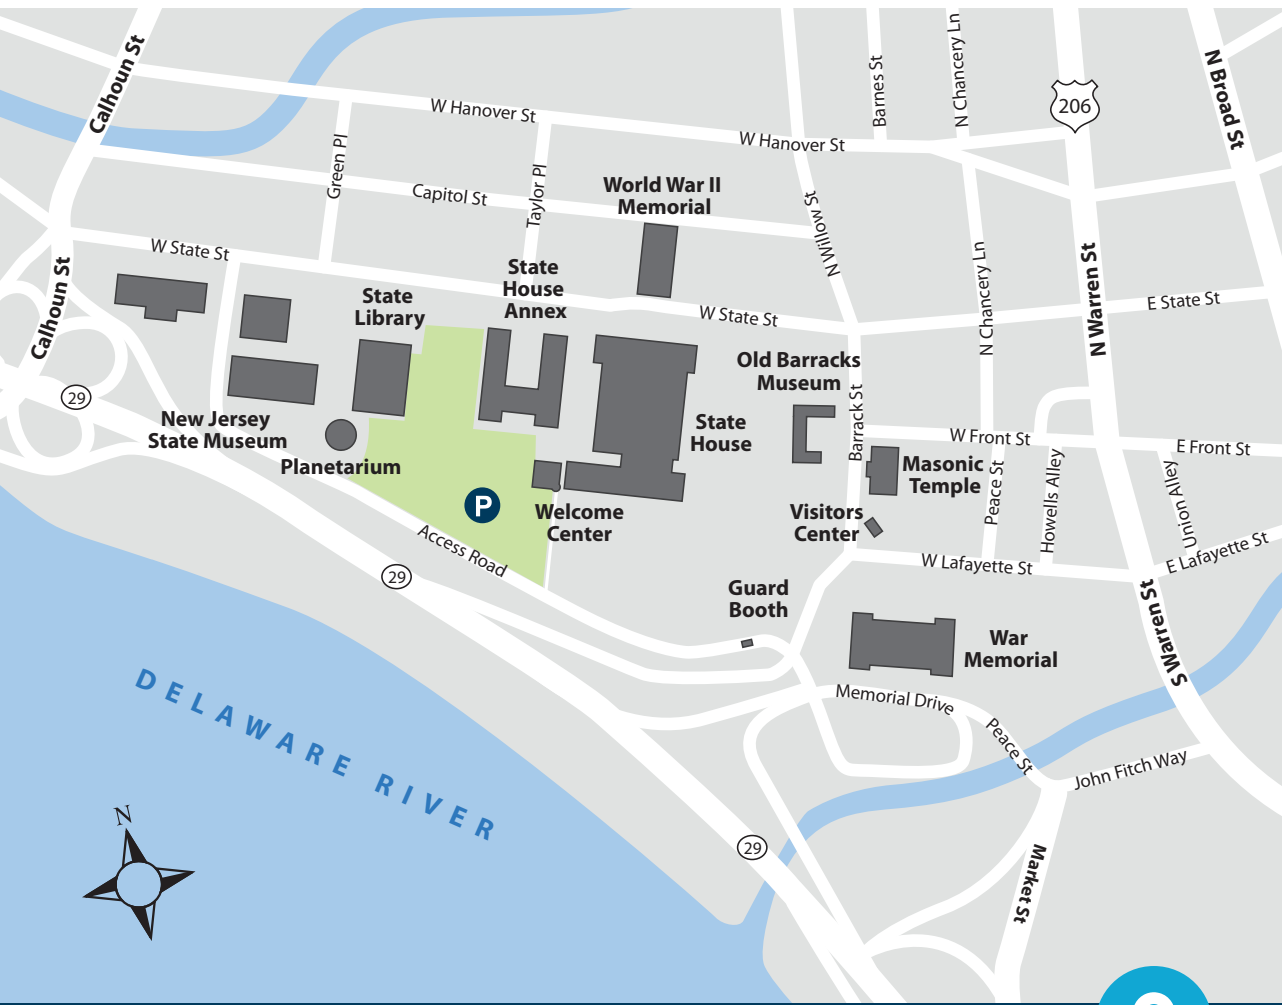 Calhoun St
W Hanover St
Barnes St
N Chancery Ln
206
N Broad St
W Hanover St
Green Pl
Capitol St
Taylor Pl
World War II
Memorial
N Willow St
W State St
State
House
Annex
State
Library
W State St
N Chancery Ln
N Warren St
E State St
Calhoun St
29
Old Barracks
Museum
Barrack St
New Jersey
State Museum
Planetarium
State
House
W Front St
E Front St
Masonic
Temple
Peace St
Howells Alley
Union Alley
P
Welcome
Center
Visitors
Center
Access Road
29
W Lafayette St
E Lafayette St
Guard
Booth
War
Memorial
S Warren St
Memorial Drive
Peace St
John Fitch Way
DELAWARE RIVER
N
29
Market St